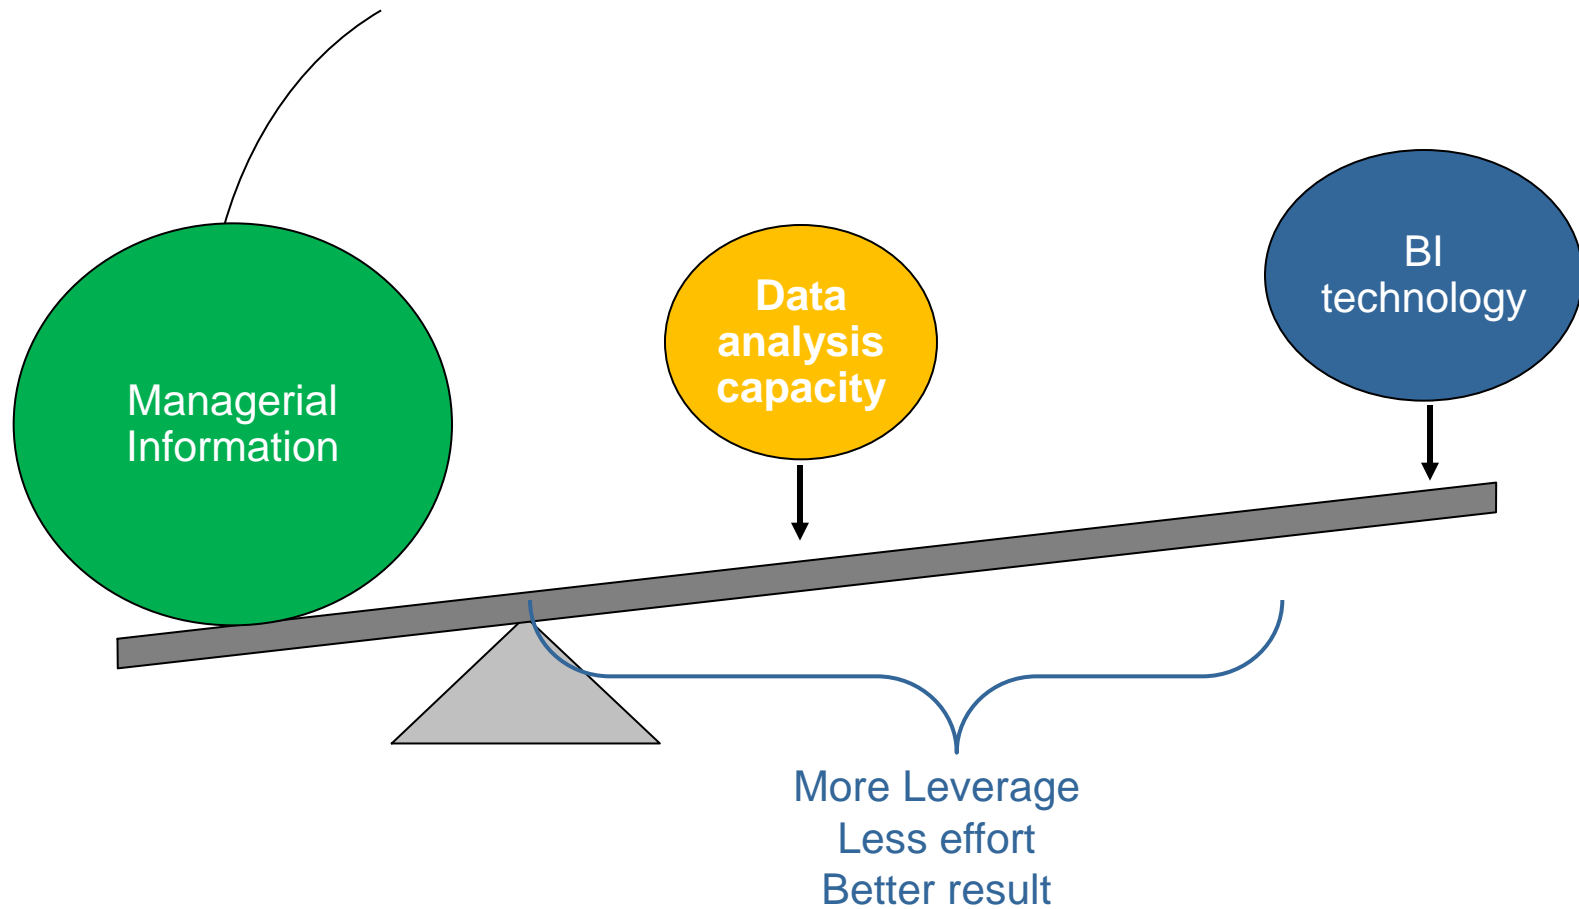 Managerial
Information
Data
analysis
capacity
BI
technology
More Leverage
Less effort
Better result